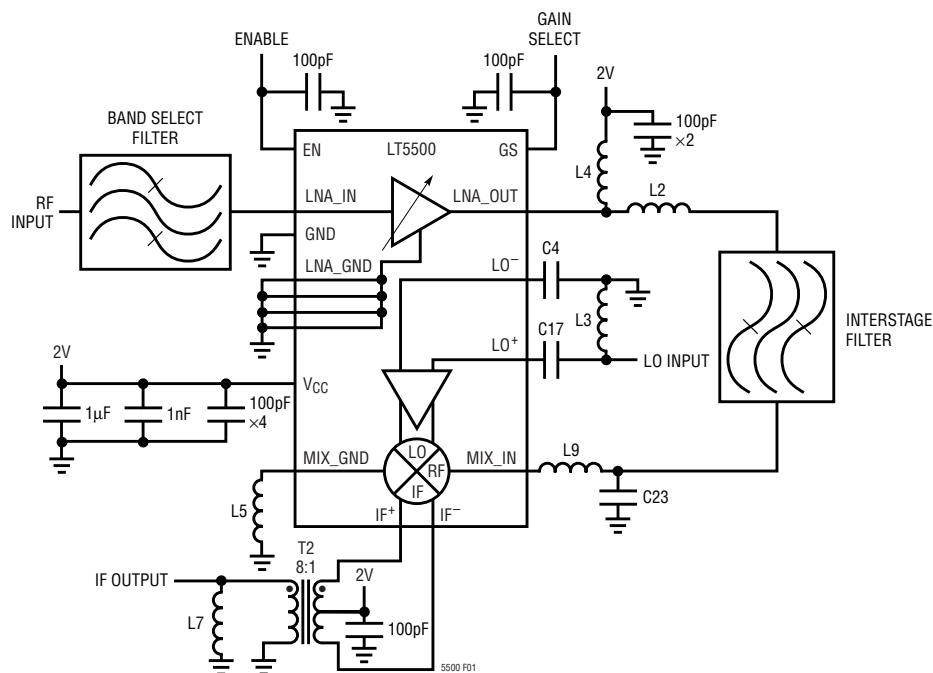 ENABLE
GAIN
SELECT
100pF
100pF
2V
BAND SELECT
FILTER
100pF
×2
EN
LT5500
GS
L4
L2
RF
INPUT
LNA_IN
LNA_OUT
GND
LO–
C4
LNA_GND
L3
INTERSTAGE
FILTER
LO+
C17
LO INPUT
2V
VCC
1µF
1nF
100pF
×4
MIX_GND
LO
RF
IF
MIX_IN
L9
C23
L5
IF+
IF–
T2
8:1
2V
IF OUTPUT
L7
100pF
5500 F01